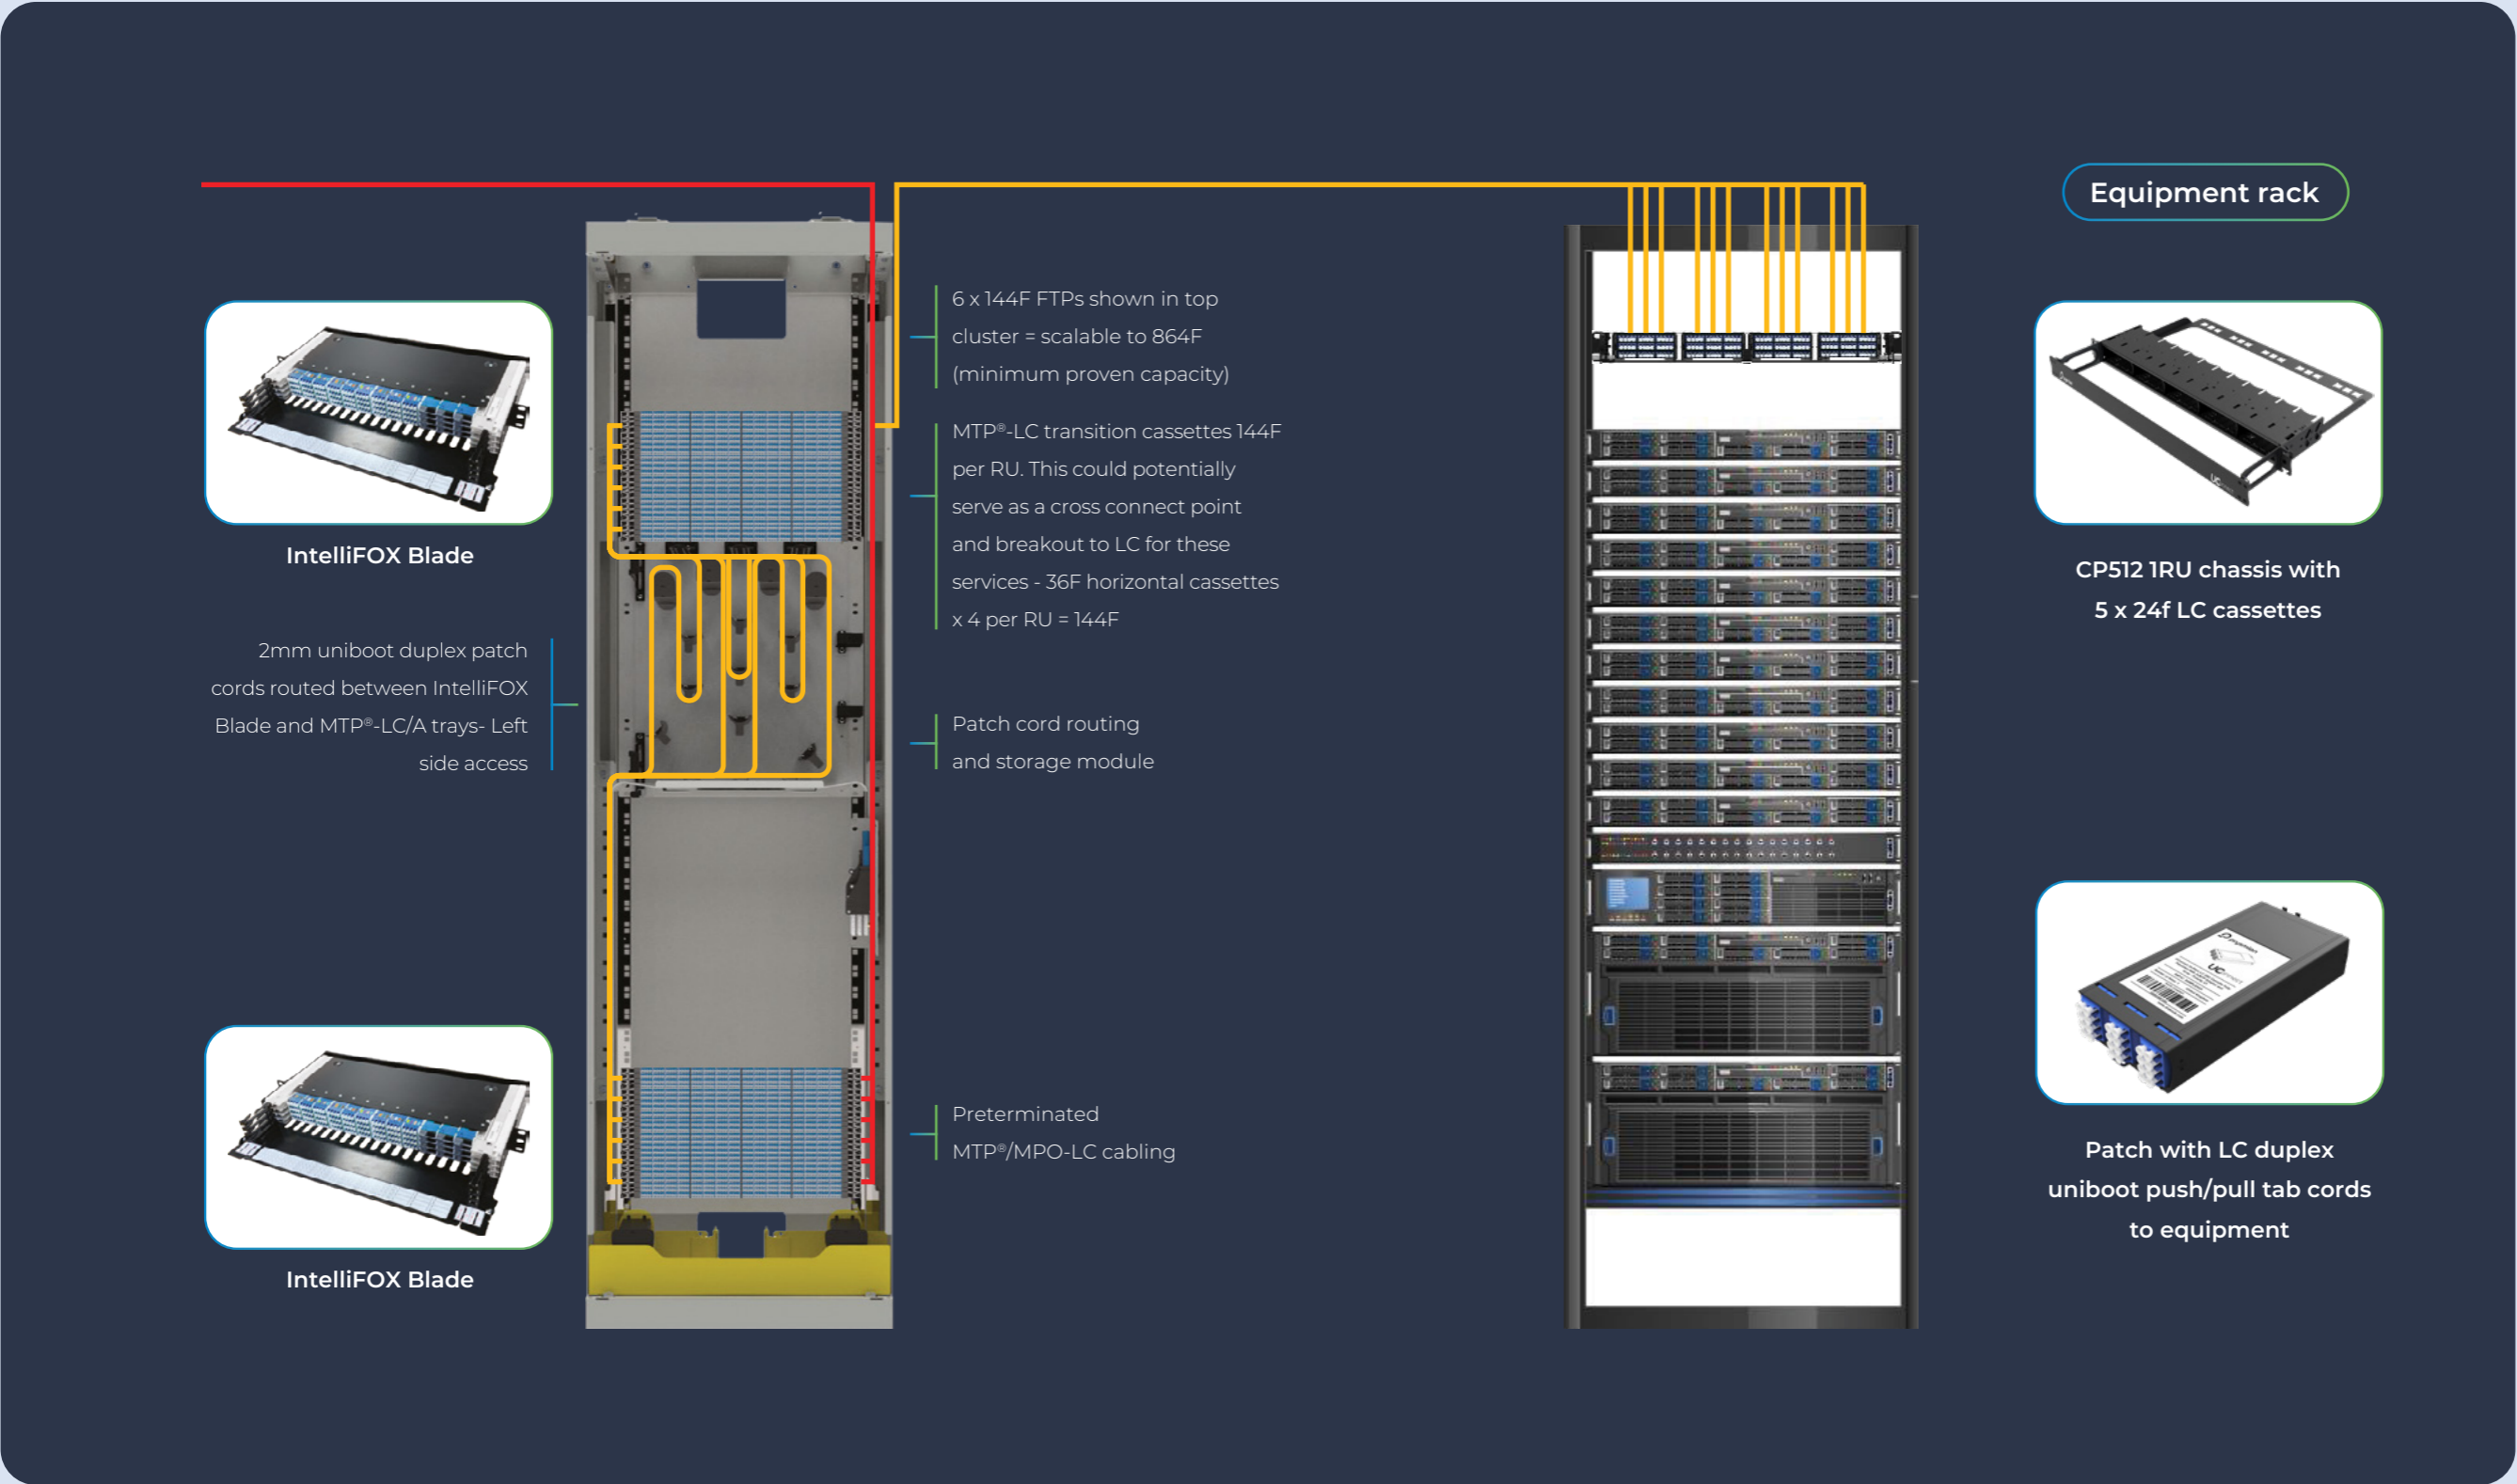 Equipment rack
6 x 144F FTPs shown in top
cluster = scalable to 864F
(minimum proven capacity)
MTP®-LC transition cassettes 144F
per RU. This could potentially
serve as a cross connect point
and breakout to LC for these
services - 36F horizontal cassettes
x 4 per RU = 144F
IntelliFOX Blade
CP512 1RU chassis with
5 x 24f LC cassettes
2mm uniboot duplex patch
cords routed between IntelliFOX
Blade and MTP®-LC/A trays- Left
side access
Patch cord routing
and storage module
Preterminated
MTP®/MPO-LC cabling
IntelliFOX Blade
Patch with LC duplex
uniboot push/pull tab cords
to equipment